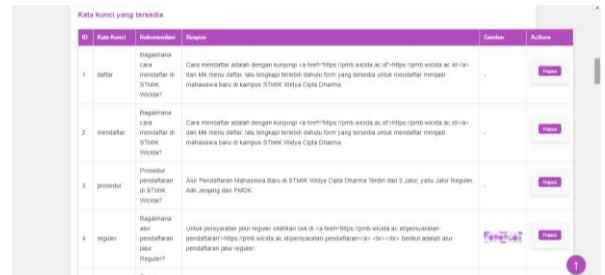 Kata kunci yang tersedia
ID Kata Kunci Rekomendasi Respon Gambar Actions
1 daftar Bagaimana cara mendaftar di STMIK Wicida? Cara mendaftar adalah dengan kunjungi <a href='https://pmb.wicida.ac.id'>https://pmb.wicida.ac.id</a> - Hapus
dan klik menu daftar, lalu lengkapi terlebih dahulu form yang tersedia untuk mendaftar menjadi
mahasiswa baru di kampus STMIK Widya Cipta Dharma
2 mendaftar Bagaimana cara mendaftar di STMIK Wicida? Cara mendaftar adalah dengan kunjungi <a href='https://pmb.wicida.ac.id'>https://pmb.wicida.ac.id</a> - Hapus
dan klik menu daftar, lalu lengkapi terlebih dahulu form yang tersedia untuk mendaftar menjadi
mahasiswa baru di kampus STMIK Widya Cipta Dharma
3 prosedur Prosedur pendaftaran di STMIK Wicida? Alur Pendaftaran Mahasiswa Baru di STMIK Widya Cipta Dharma Terdiri dari 3 Jalur, yaitu Jalur Reguler, - Hapus
Alih Jenjang dan PMDK.
4 reguler Bagaimana alur pendaftaran jalur Reguler? Untuk persyaratan jalur reguler silahkan cek di <a href='https://pmb.wicida.ac.id/persyaratan- Hapus
pendaftaran'>https://pmb.wicida.ac.id/persyaratan-pendaftaran</a> <br><br> berikut adalah alur
pendaftaran jalur reguler: